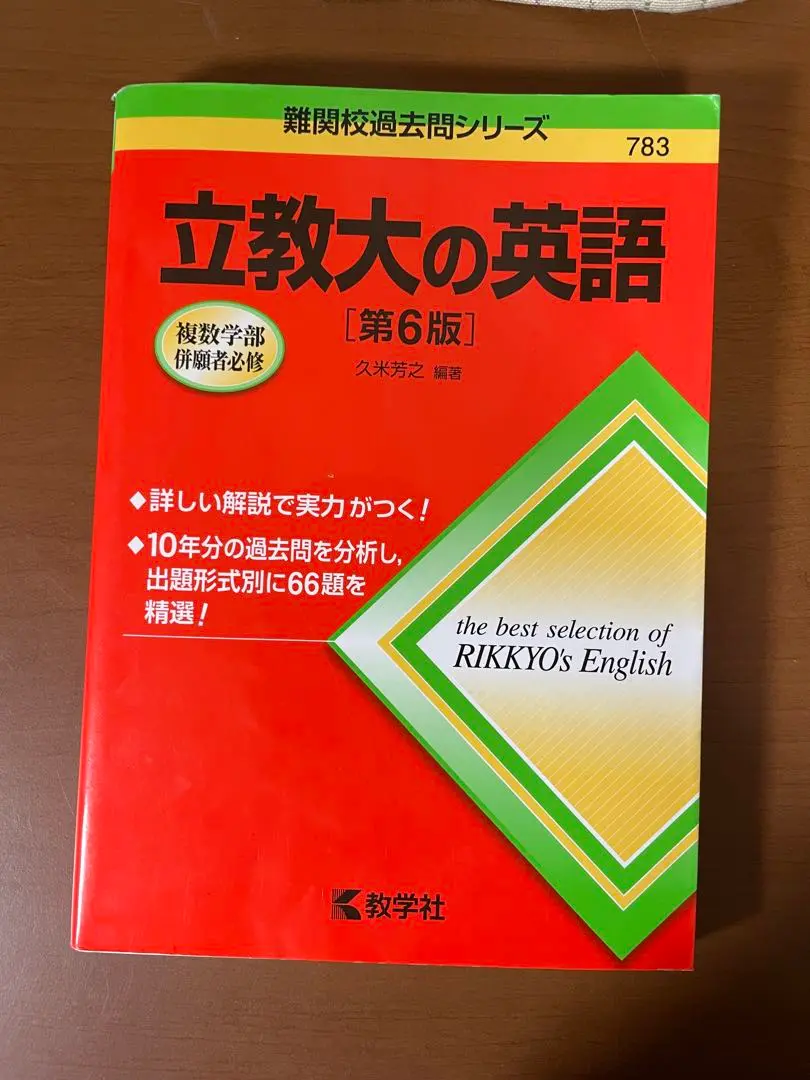 難関校過去問シリーズ
783
立教大の英語
[第6版]
複数学部
併願者必修
久米芳之 編著
◆詳しい解説で実力がつく!
◆10年分の過去問を分析し,
出題形式別に66題を
精選!
the best selection of
RIKKYO's English
教学社